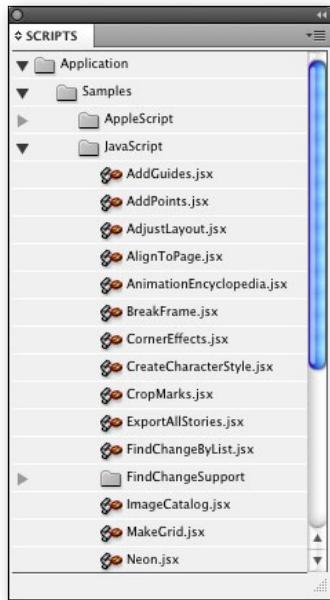 SCRIPTS
Application
Samples
AppleScript
JavaScript
AddGuides.jsx
AddPoints.jsx
AdjustLayout.jsx
AlignToPage.jsx
AnimationEncyclopedia.jsx
BreakFrame.jsx
CornerEffects.jsx
CreateCharacterStyle.jsx
CropMarks.jsx
ExportAllStories.jsx
FindChangeByList.jsx
FindChangeSupport
ImageCatalog.jsx
MakeGrid.jsx
Neon.jsx